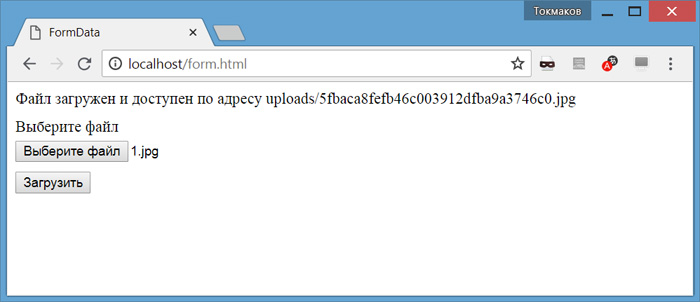 Токмаков
FormData
localhost/form.html
Файл загружен и доступен по адресу uploads/5fbaca8fefb46c003912dfba9a3746c0.jpg
Выберите файл
Выберите файл 1.jpg
Загрузить